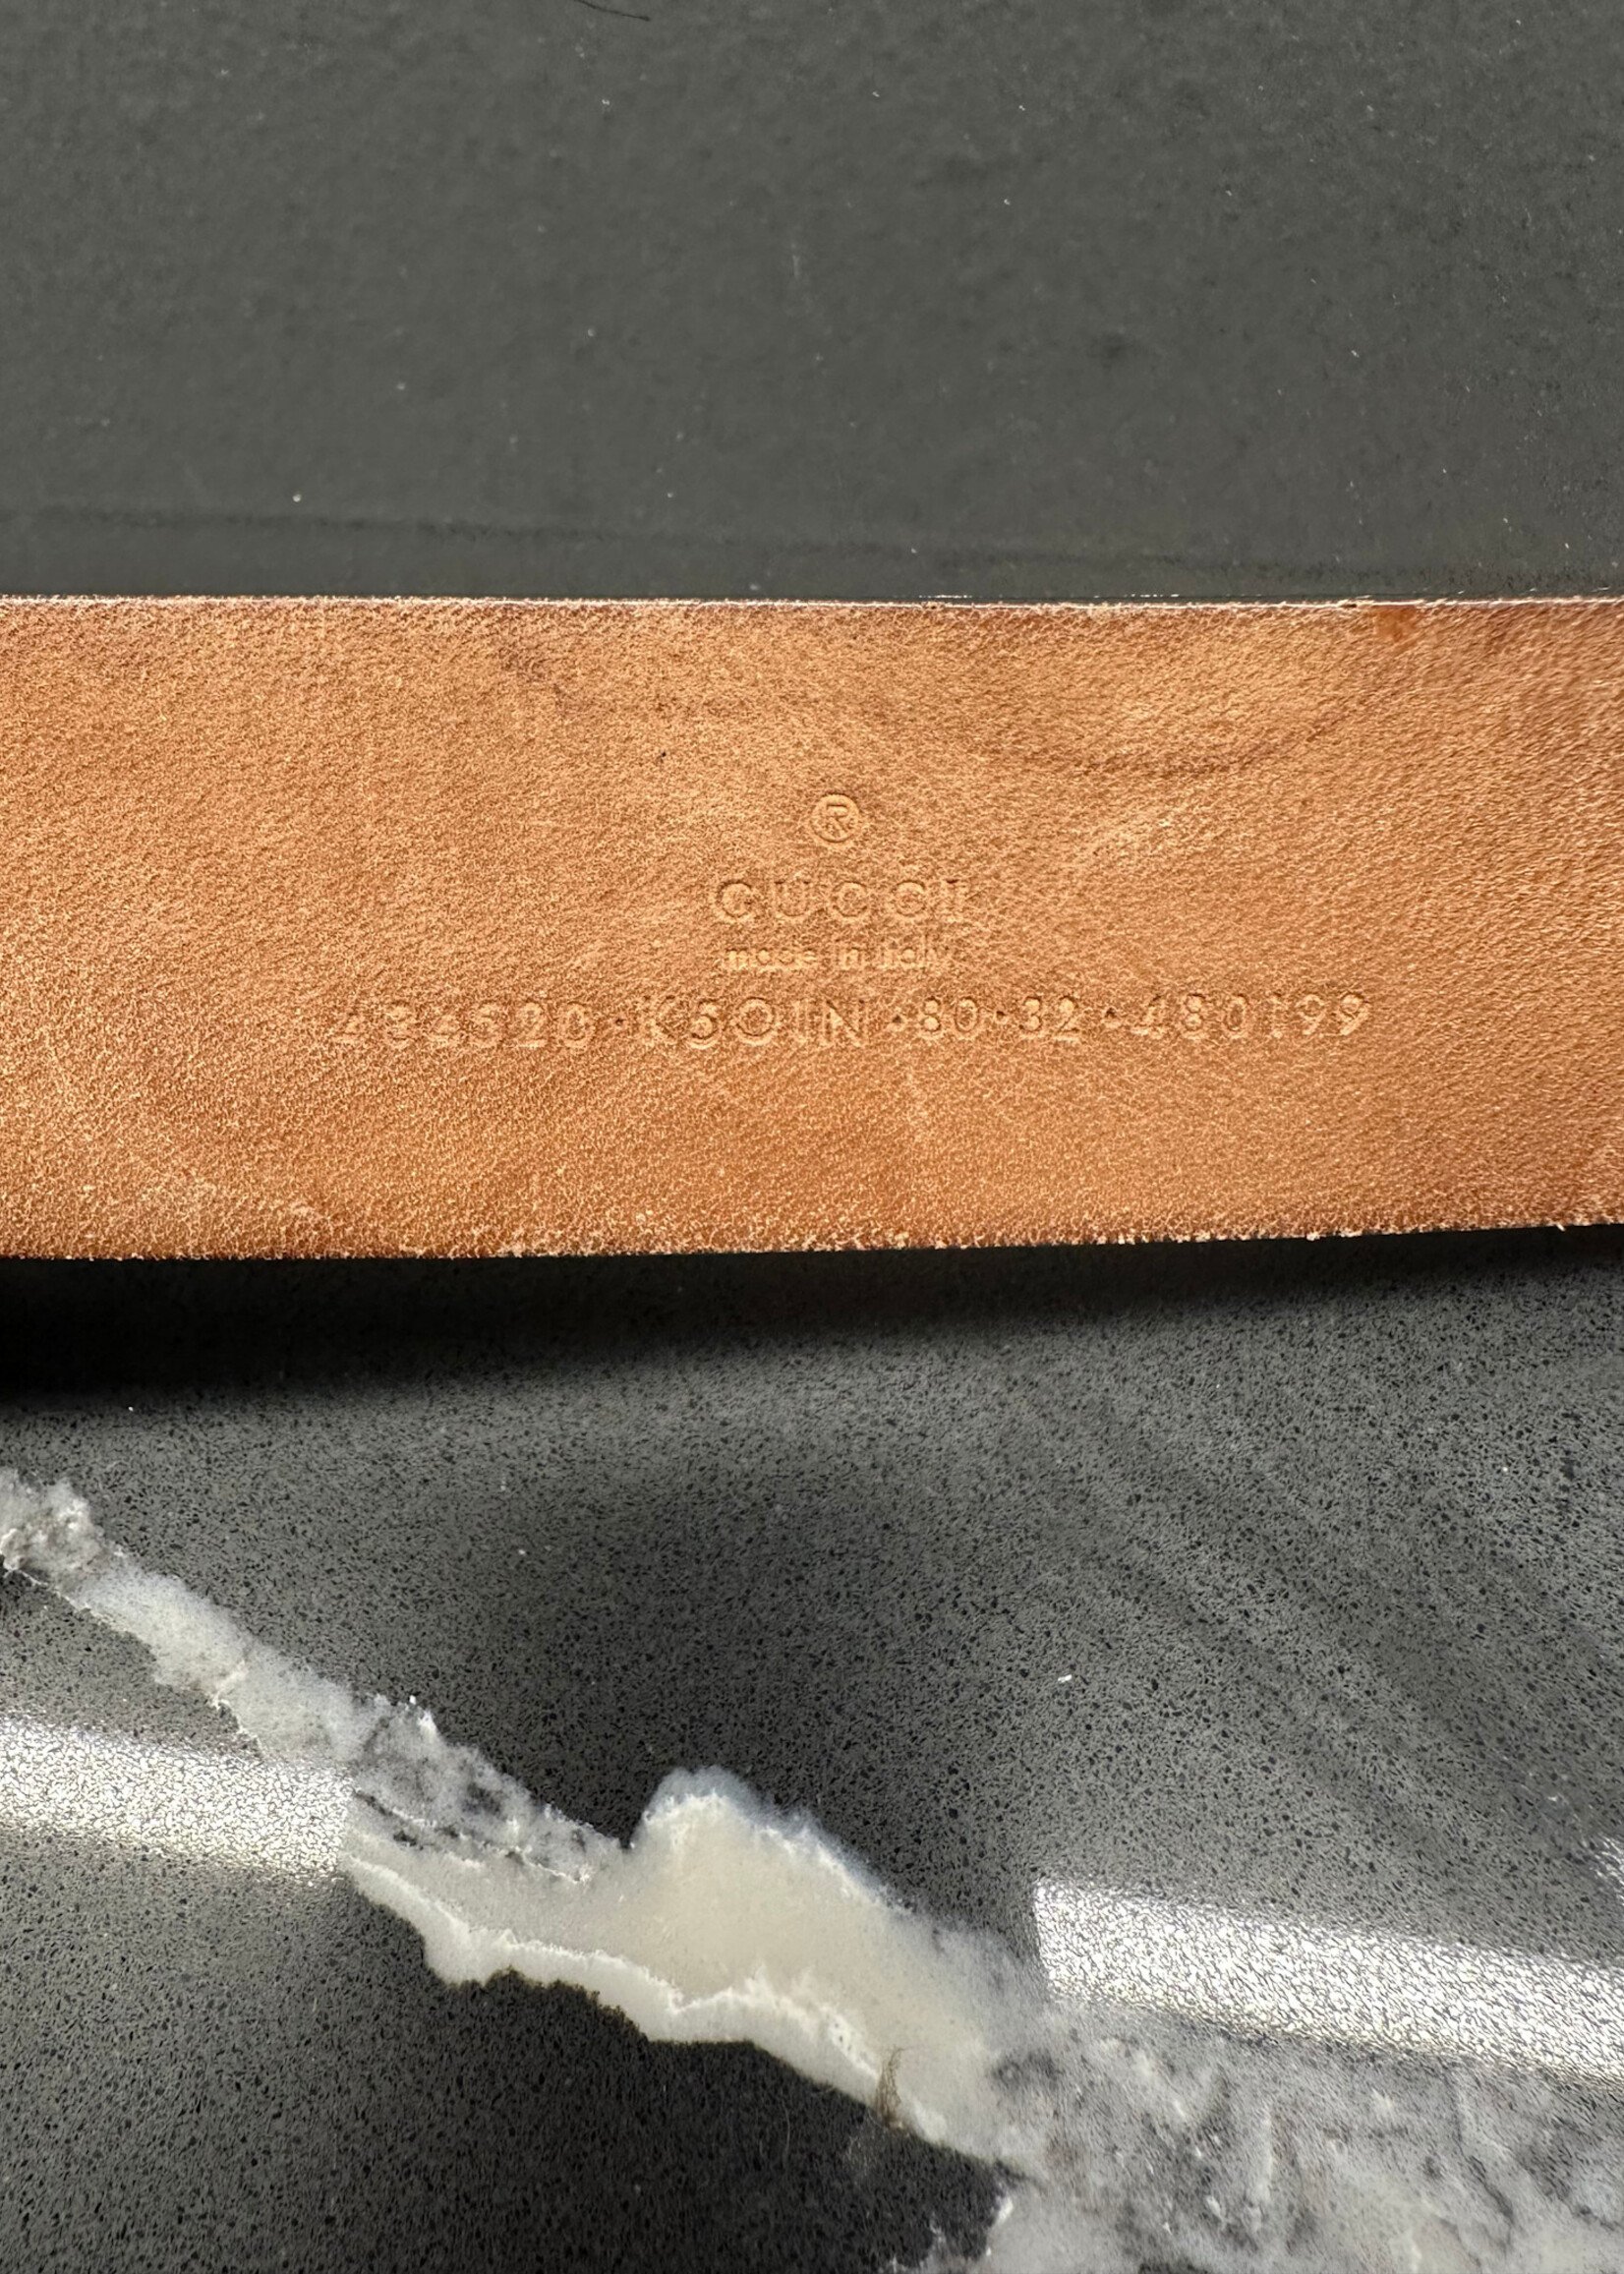 ®
GUCCI
made in italy
434520·K5OIN·80·32·480199